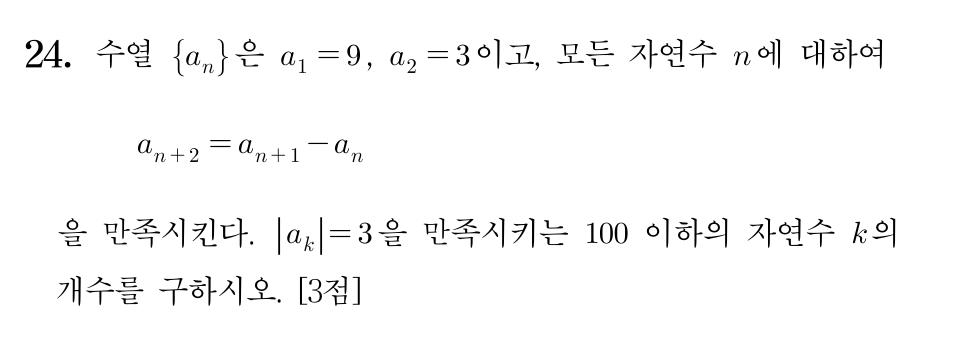 24. 수열 {aₙ}은 a₁=9, a₂=3이고, 모든 자연수 n에 대하여
aₙ₊₂=aₙ₊₁-aₙ
을 만족시킨다. |aₖ|=3을 만족시키는 100 이하의 자연수 k의
개수를 구하시오. [3점]